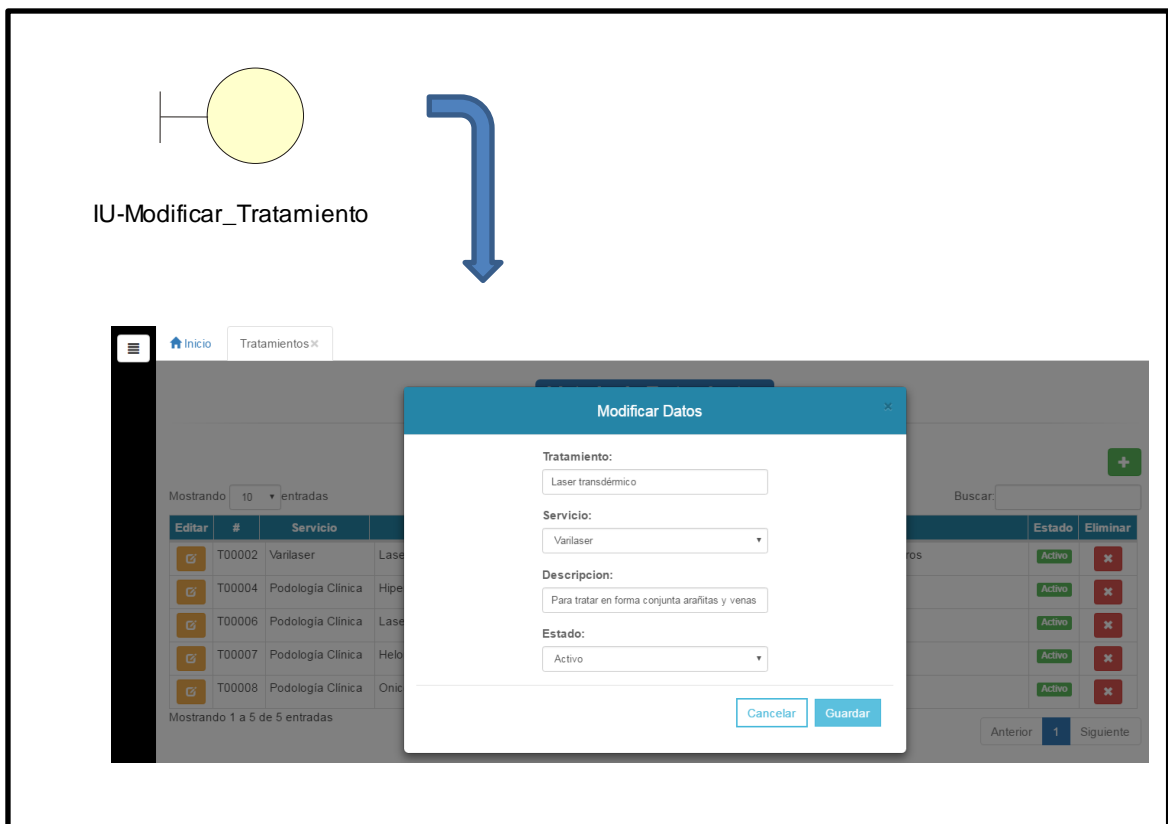 IU-Modificar_Tratamiento
Inicio
Tratamientos×
Modificar Datos ×
Tratamiento:
Laser transdérmico
Servicio:
Varilaser
Descripcion:
Para tratar en forma conjunta arañitas y venas
Estado:
Activo
Cancelar Guardar
Mostrando 10 entradas
Buscar:
Editar # Servicio Estado Eliminar
T00002 Varilaser Lase ros Activo
T00004 Podología Clínica Hipe Activo
T00006 Podología Clínica Lase Activo
T00007 Podología Clínica Helo Activo
T00008 Podología Clínica Onic Activo
Mostrando 1 a 5 de 5 entradas
Anterior 1 Siguiente